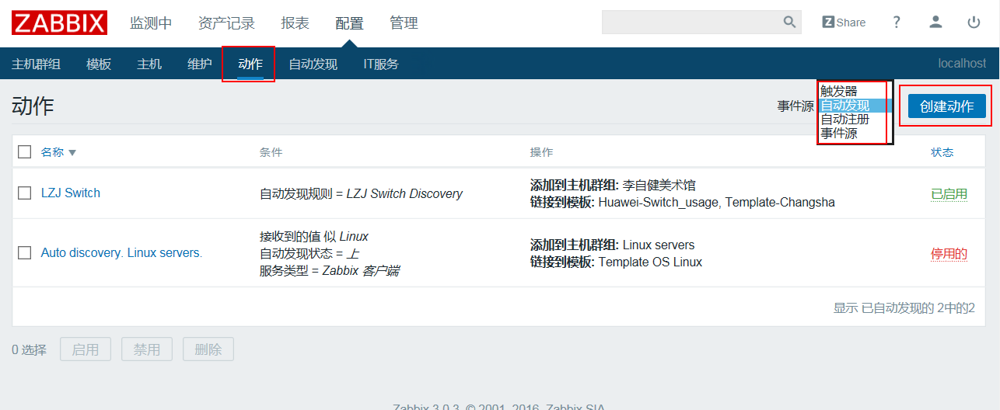 ZABBIX 监测中 资产记录 报表 配置 管理 Z Share ?
主机群组 模板 主机 维护 动作 自动发现 IT服务 localhost
动作 事件源 创建动作
触发器
自动发现
自动注册
事件源
名称 条件 操作 状态
LZJ Switch 自动发现规则 = LZJ Switch Discovery 添加到主机群组: 李自健美术馆 已启用
链接到模板: Huawei-Switch_usage, Template-Changsha
接收到的值 似 Linux
Auto discovery. Linux servers. 自动发现状态 = 上 添加到主机群组: Linux servers 停用的
服务类型 = Zabbix 客户端 链接到模板: Template OS Linux
显示 已自动发现的 2中的2
0 选择 启用 禁用 删除
Zabbix 3.0.3. © 2001–2016, Zabbix SIA